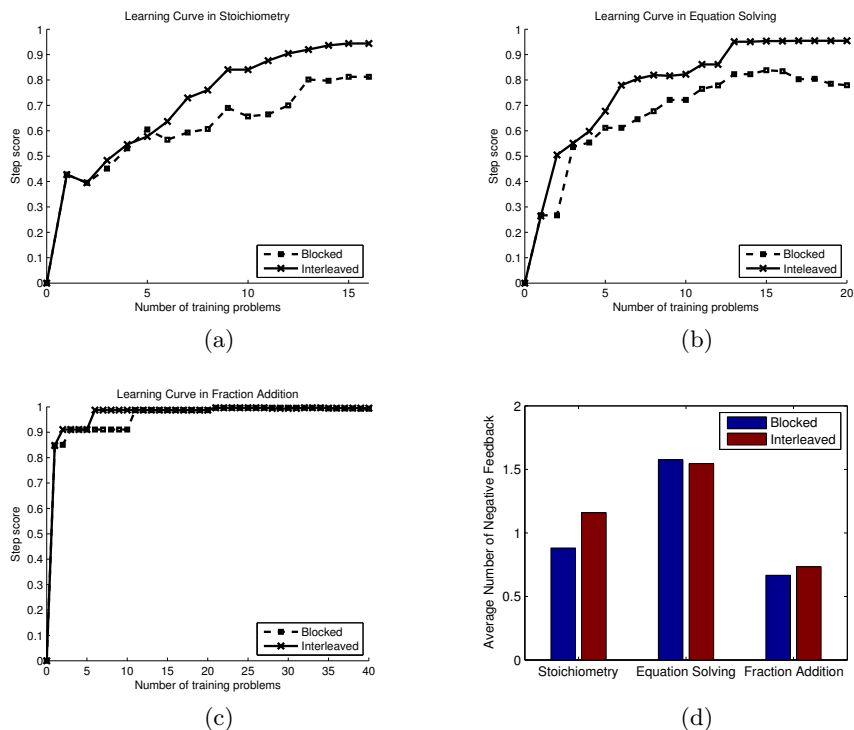 Learning Curve in Stoichiometry
1
0.9
0.8
0.7
0.6
0.5
0.4
0.3
0.2
0.1
0
Step score
0 5 10 15
Number of training problems
Blocked
Interleaved
(a)
Learning Curve in Equation Solving
1
0.9
0.8
0.7
0.6
0.5
0.4
0.3
0.2
0.1
0
Step score
0 5 10 15 20
Number of training problems
Blocked
Inteleaved
(b)
Learning Curve in Fraction Addition
1
0.9
0.8
0.7
0.6
0.5
0.4
0.3
0.2
0.1
0
Step score
0 5 10 15 20 25 30 35 40
Number of training problems
Blocked
Interleaved
(c)
2
1.5
1
0.5
0
Average Number of Negative Feedback
Blocked
Interleaved
Stoichiometry Equation Solving Fraction Addition
(d)